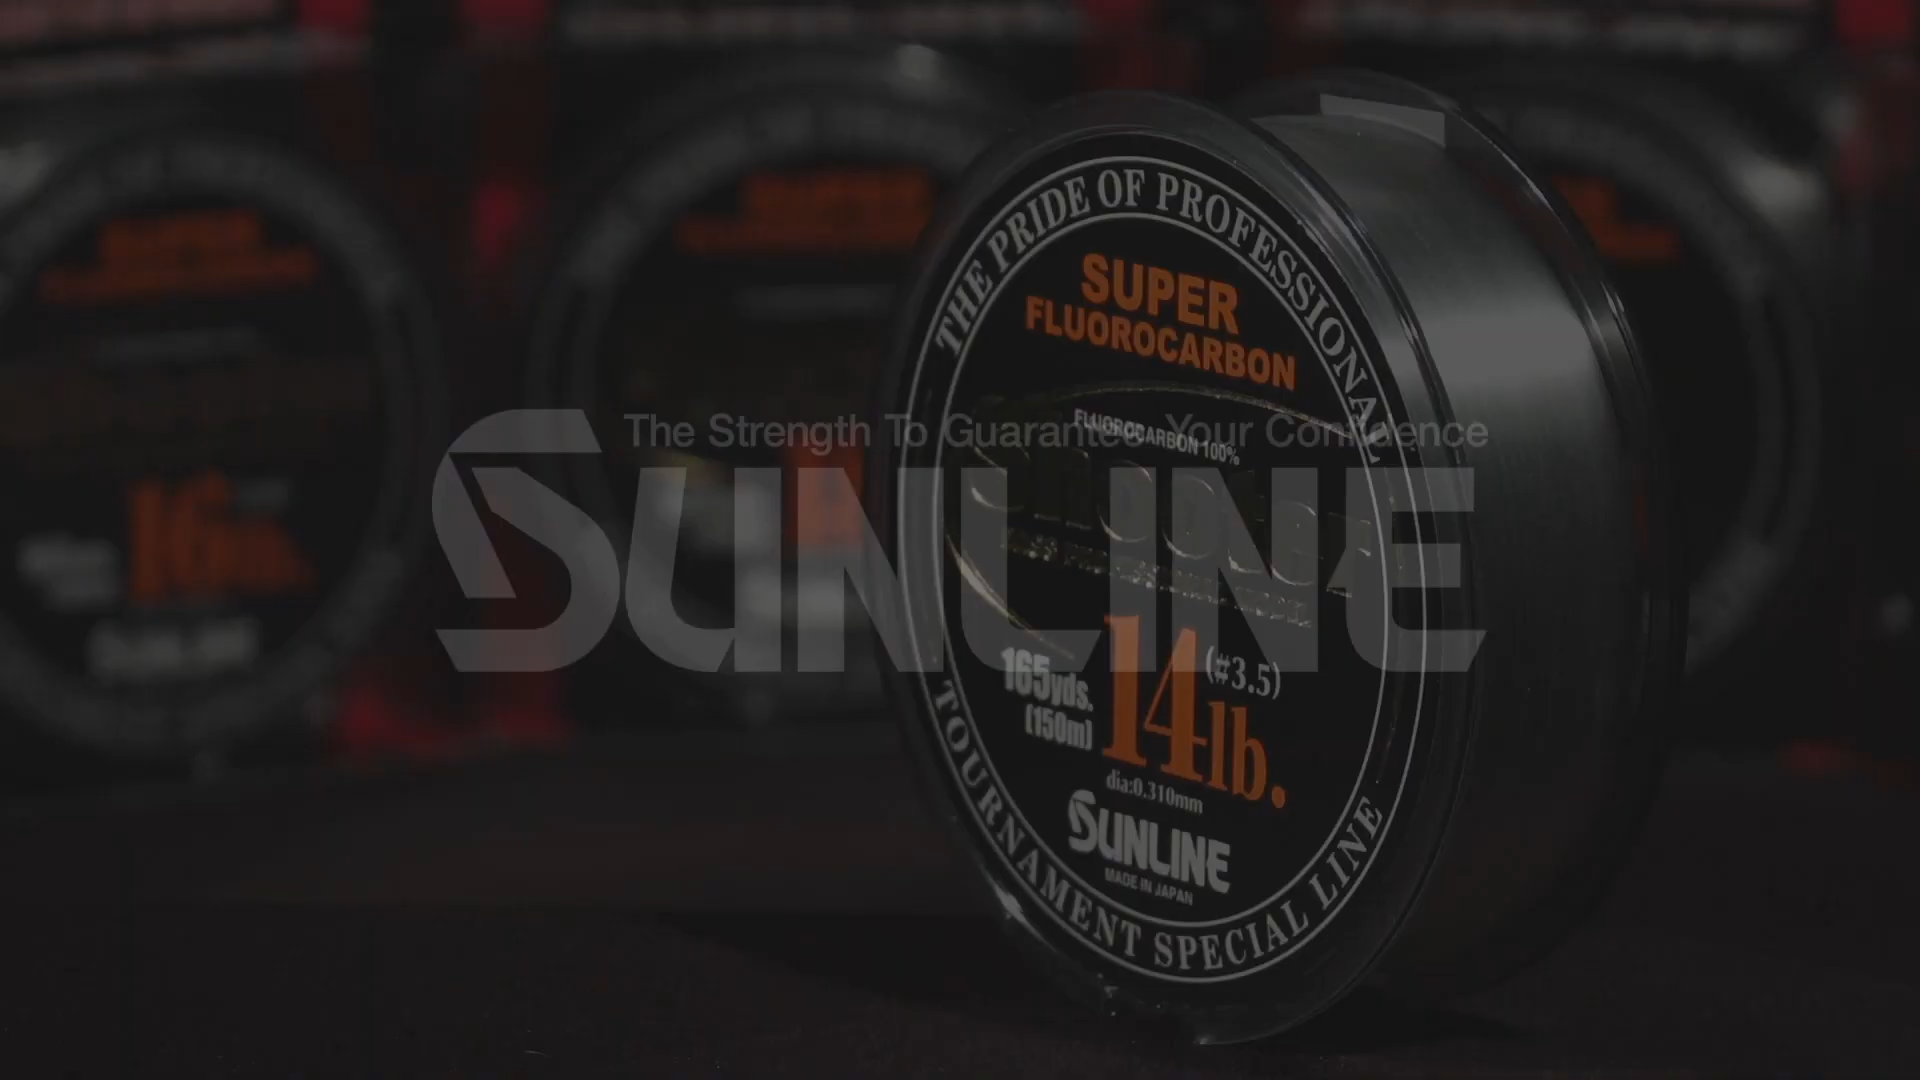 THE PRIDE OF PROFESSIONAL
SUPER
FLUOROCARBON
The Strength To Guarantee Your Confidence
FLUOROCARBON 100%
SUNLINE
165yds.
(150m)
14lb.
(#3.5)
dia:0.310mm
SUNLINE
MADE IN JAPAN
TOURNAMENT SPECIAL LINE
SUPER
16lb.
SUNLINE